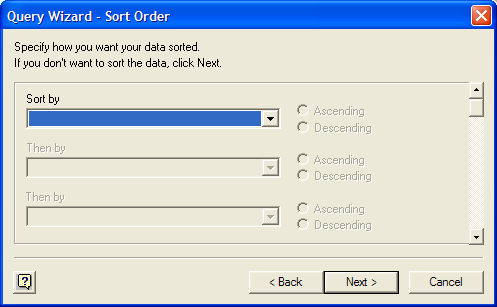 Query Wizard - Sort Order
Specify how you want your data sorted.
If you don't want to sort the data, click Next.
Sort by
Ascending
Descending
Then by
Ascending
Descending
Then by
Ascending
Descending
?
< Back
Next >
Cancel